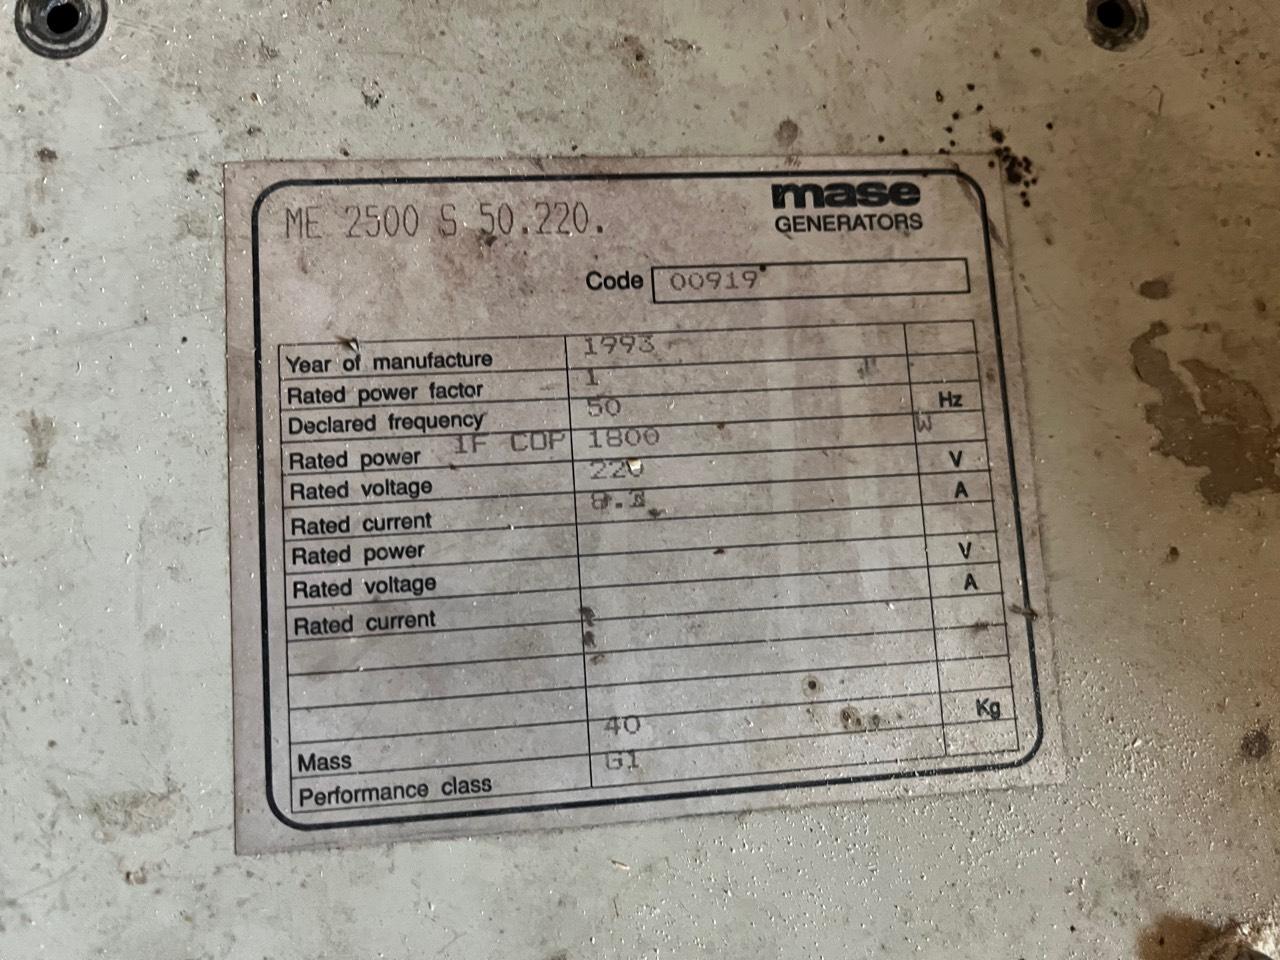 mase
ME 2500 S 50.220.
GENERATORS
Code 00919
Year of manufacture 1993
Rated power factor 1
Declared frequency 50 Hz
Rated power 1F COP 1800 W
Rated voltage 220 V
Rated current A
Rated power
Rated voltage V
Rated current A
Mass 40 Kg
Performance class G1